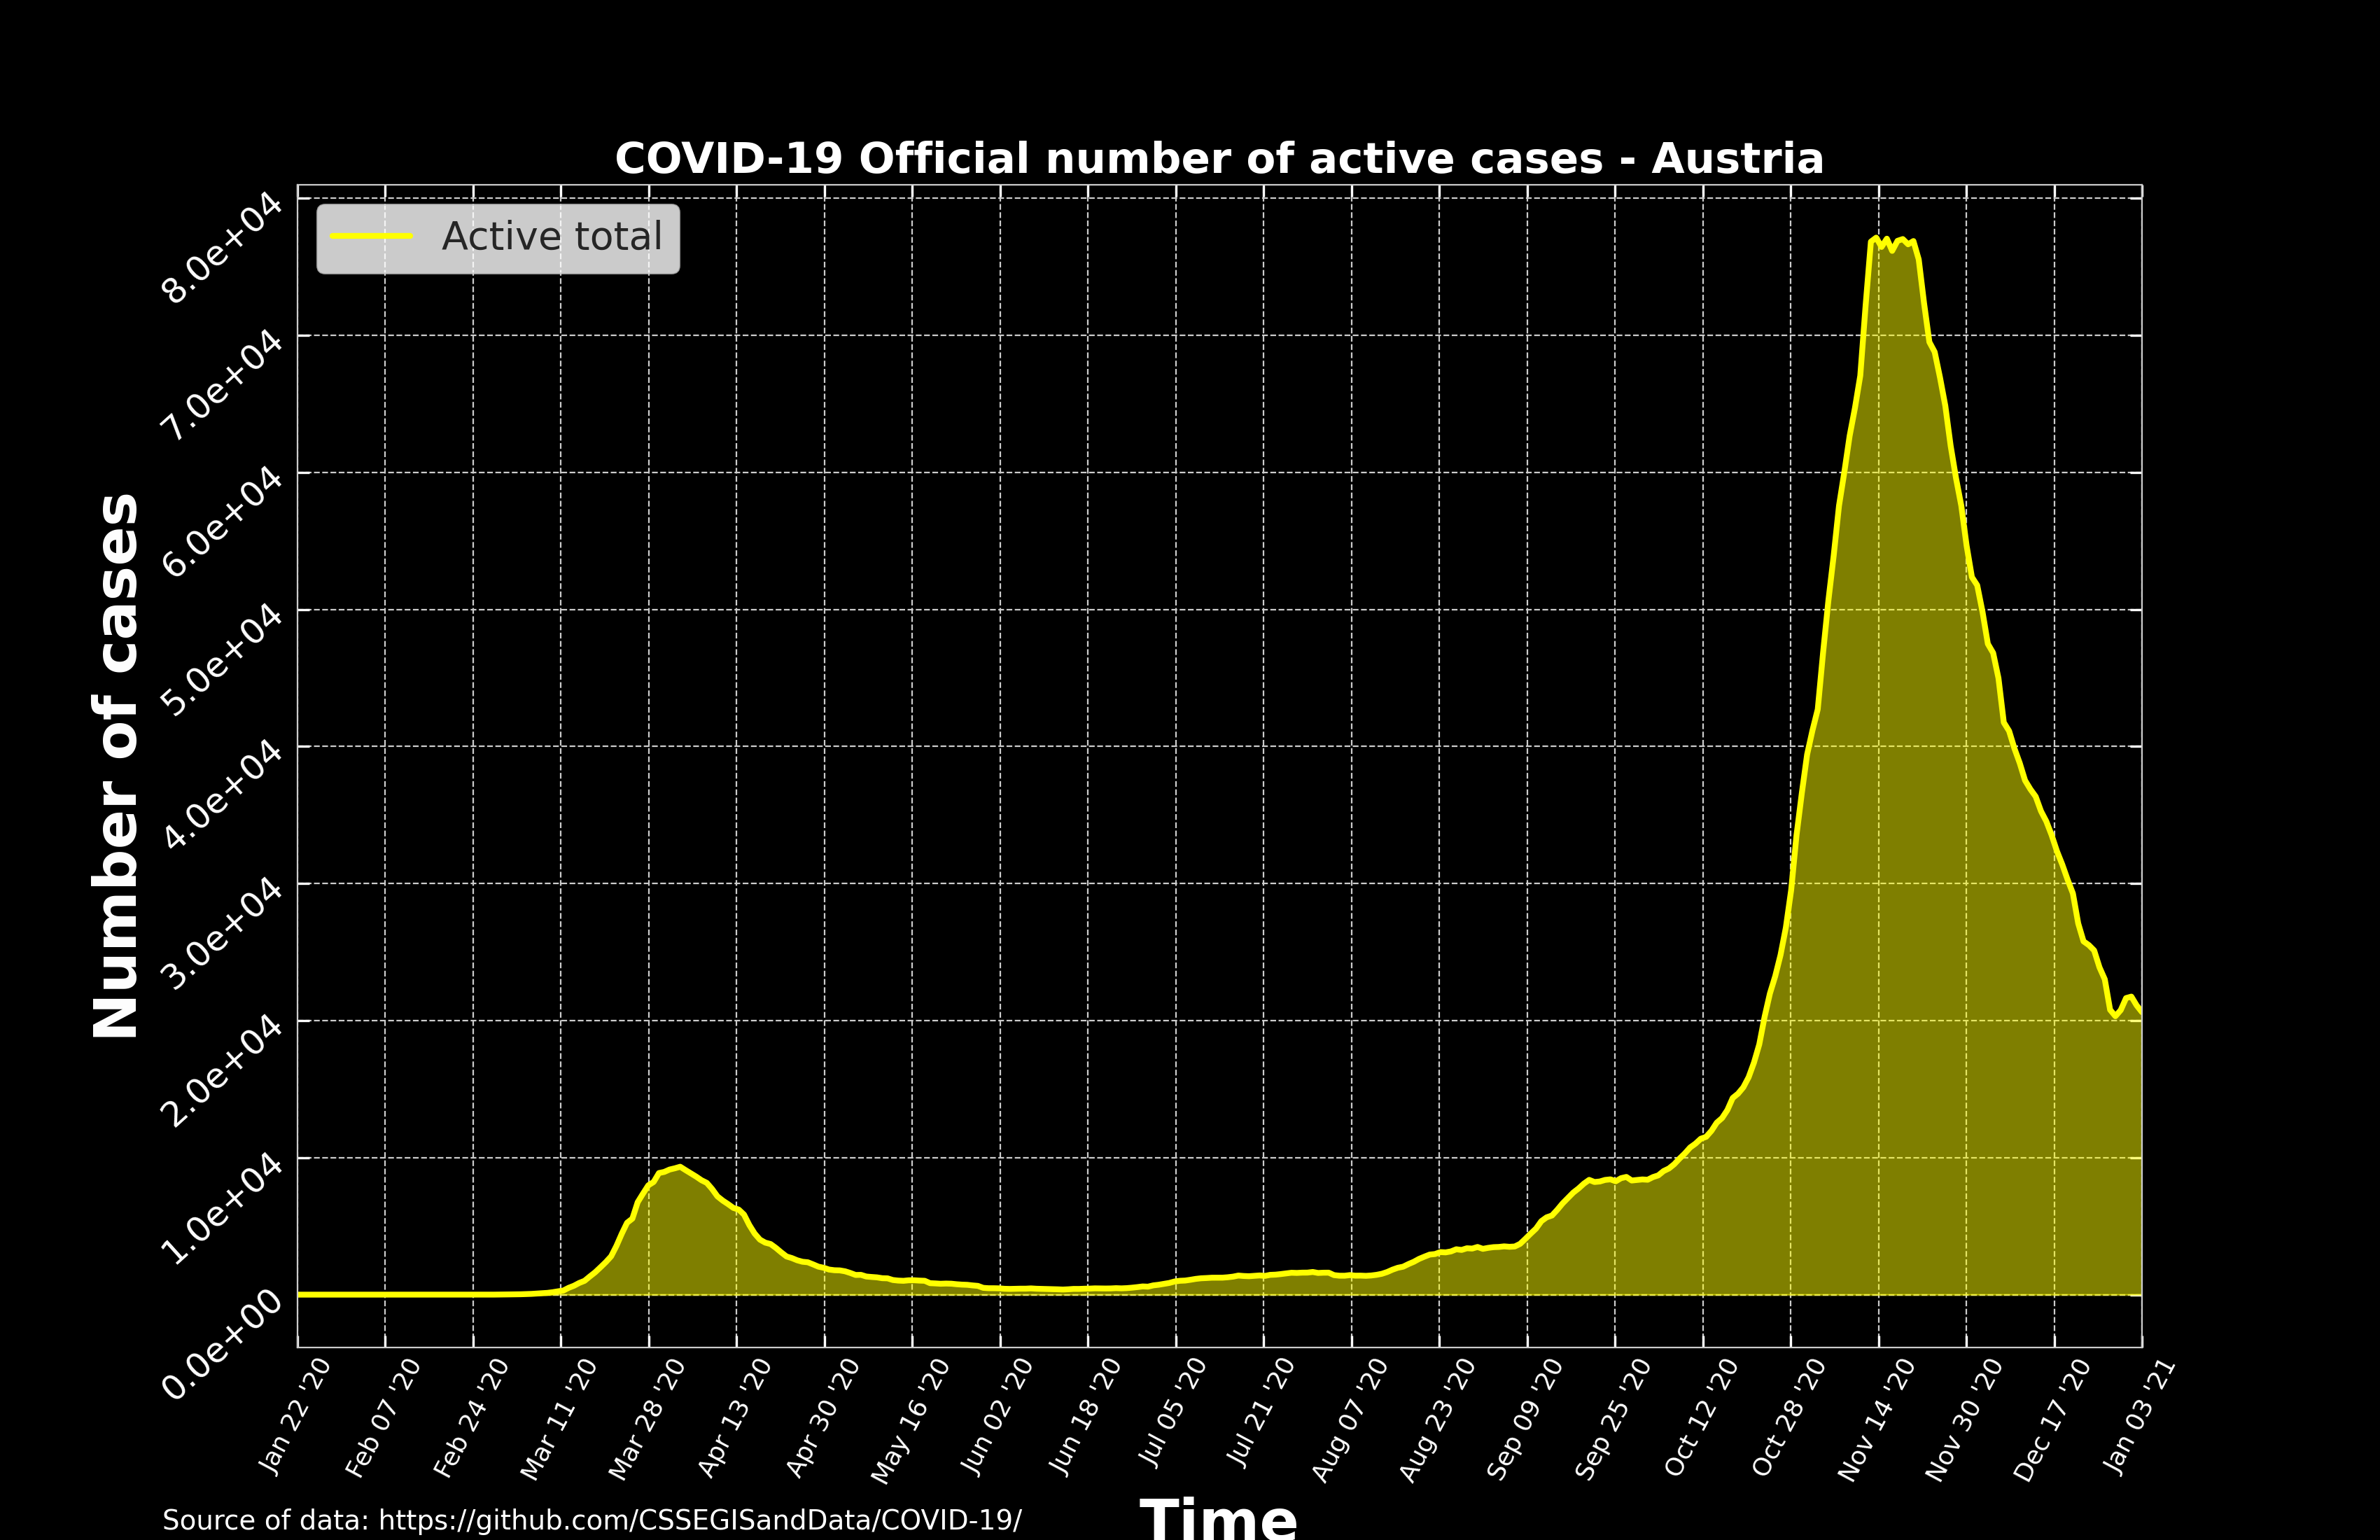 COVID-19 Official number of active cases - Austria
Active total
Number of cases
8.0e+04
7.0e+04
6.0e+04
5.0e+04
4.0e+04
3.0e+04
2.0e+04
1.0e+04
0.0e+00
Jan 22 '20
Feb 07 '20
Feb 24 '20
Mar 11 '20
Mar 28 '20
Apr 13 '20
Apr 30 '20
May 16 '20
Jun 02 '20
Jun 18 '20
Jul 05 '20
Jul 21 '20
Aug 07 '20
Aug 23 '20
Sep 09 '20
Sep 25 '20
Oct 12 '20
Oct 28 '20
Nov 14 '20
Nov 30 '20
Dec 17 '20
Jan 03 '21
Time
Source of data: https://github.com/CSSEGISandData/COVID-19/